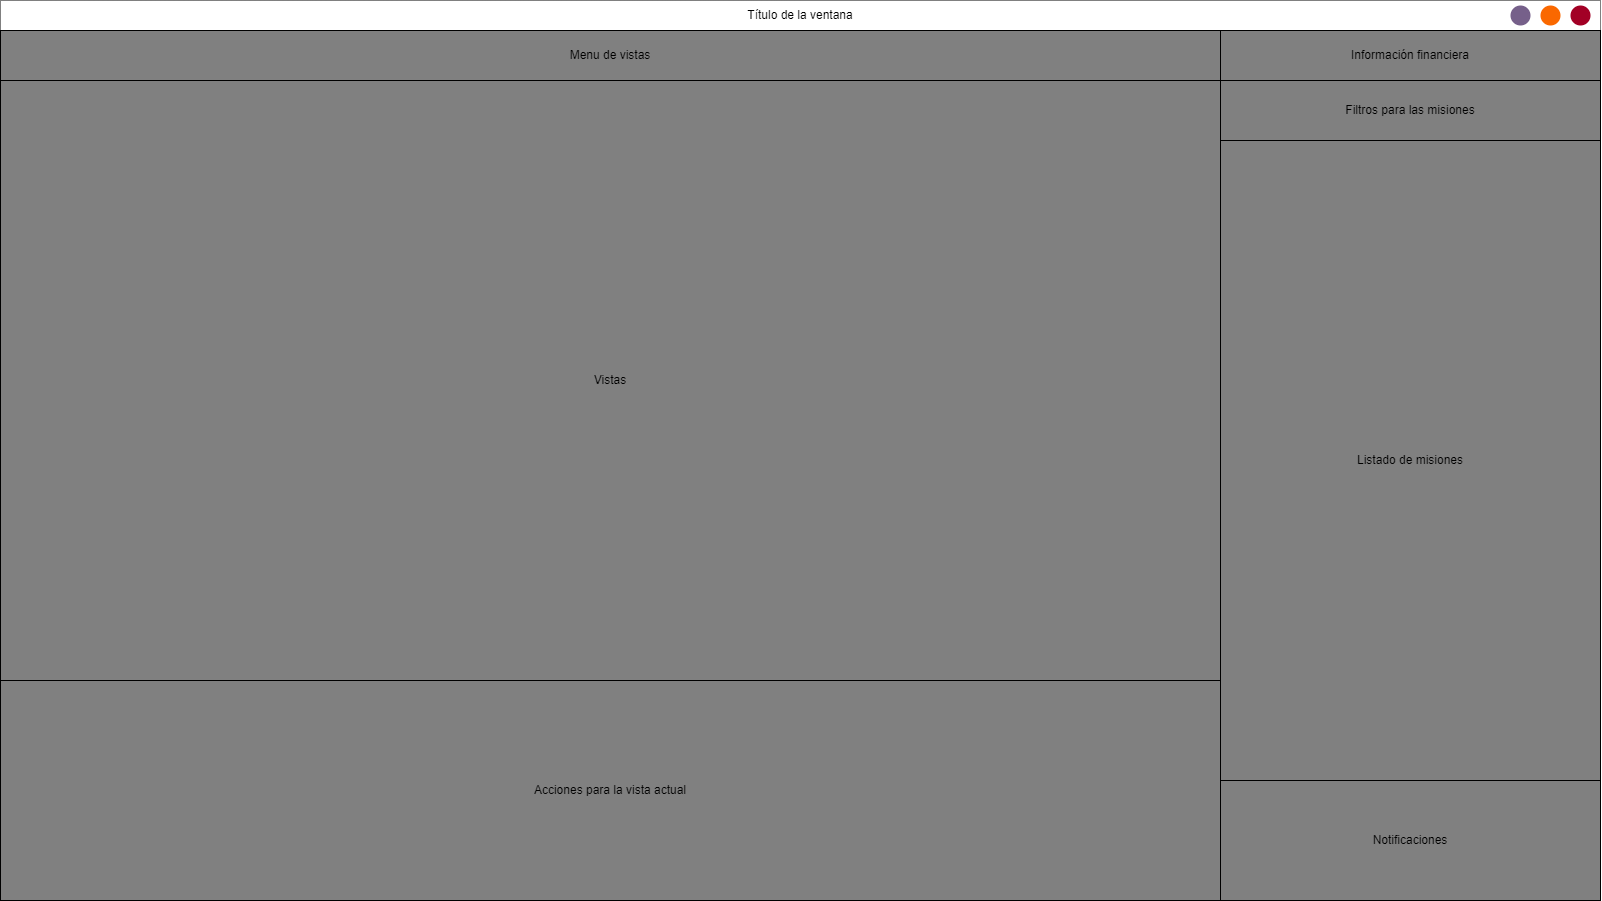 Título de la ventana
Menu de vistas
Información financiera
Filtros para las misiones
Vistas
Listado de misiones
Acciones para la vista actual
Notificaciones